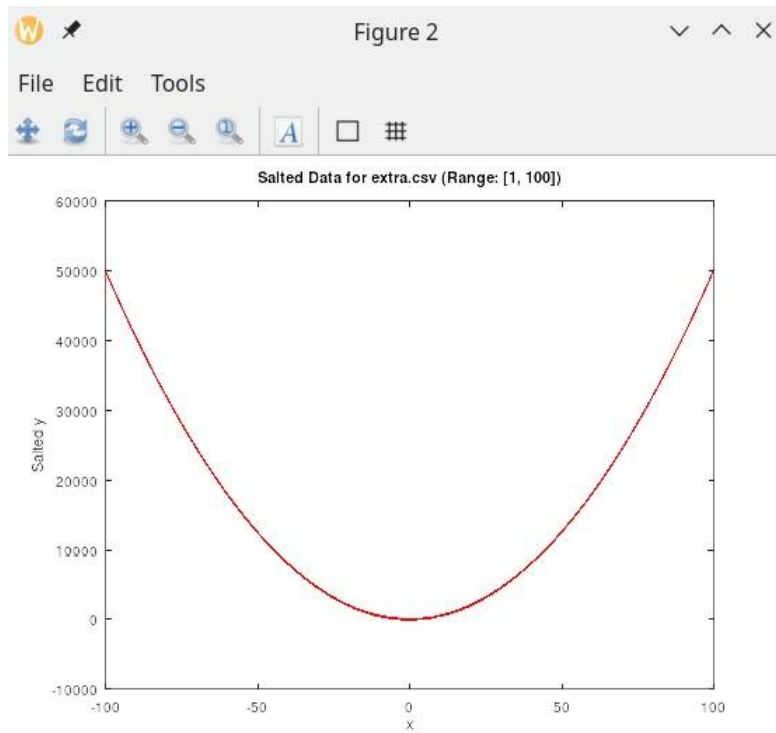 Figure 2
File Edit Tools
A
Salted Data for extra.csv (Range: [1, 100])
60000
50000
40000
30000
20000
10000
0
-10000
Salted y
-100 -50 0 50 100
x